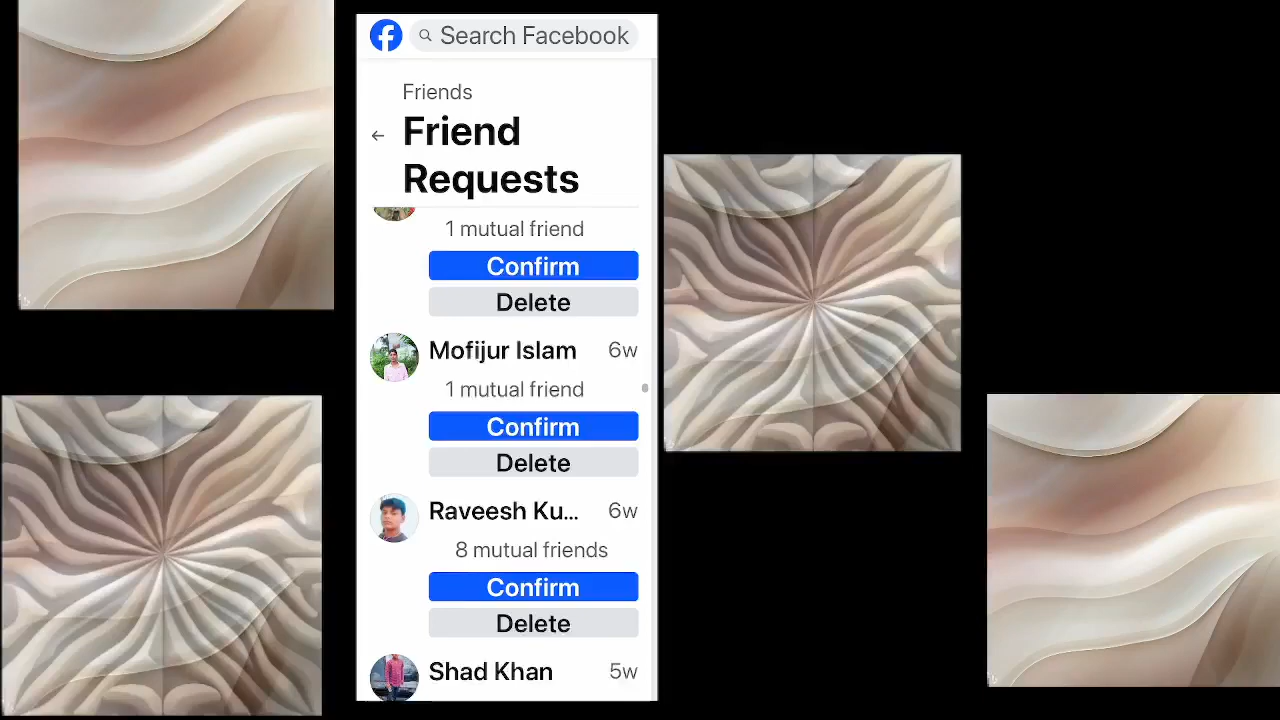 Search Facebook
Friends
Friend
Requests
1 mutual friend
Confirm
Delete
Mofijur Islam 6w
1 mutual friend
Confirm
Delete
Raveesh Ku... 6w
8 mutual friends
Confirm
Delete
Shad Khan 5w